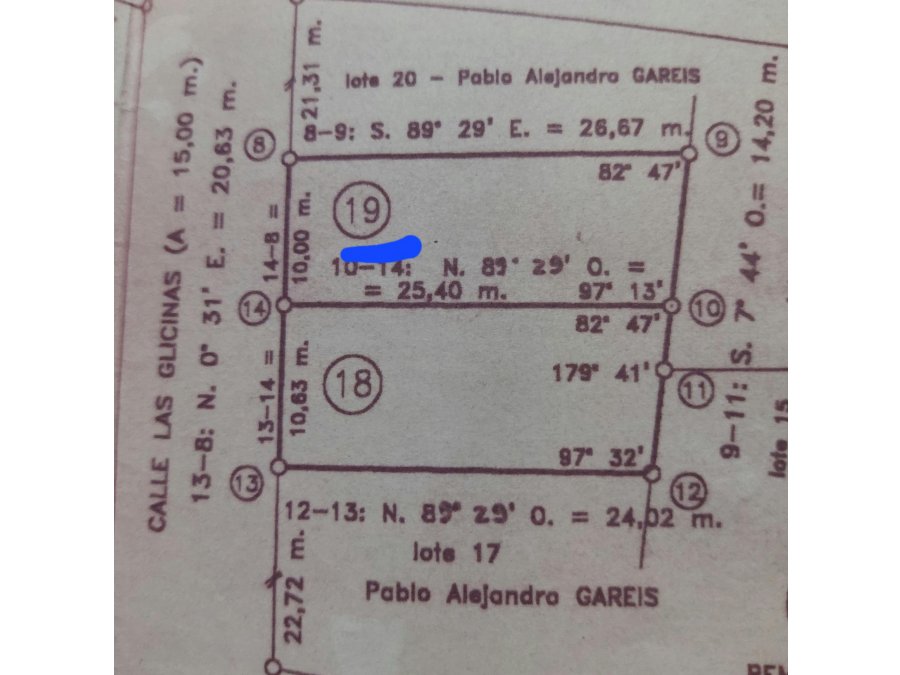 21,31 m.
lote 20 - Pablo Alejandro GAREIS
8-9: S. 89° 29' E. = 26,67 m.
8
9
82° 47'
CALLE LAS GLICINAS (A = 15,00 m.)
13-8: N. 0° 31' E. = 20,63 m.
14-8 =
10,00 m.
19
10-14: N. 89° 29' O. =
= 25,40 m.
97° 13'
14
10
82° 47'
9-11: S. 7° 44' O.= 14,20 m.
13-14 =
10,63 m.
18
179° 41'
11
lote 15
97° 32'
13
12
12-13: N. 89° 29' O. = 24,02 m.
lote 17
Pablo Alejandro GAREIS
22,72 m.